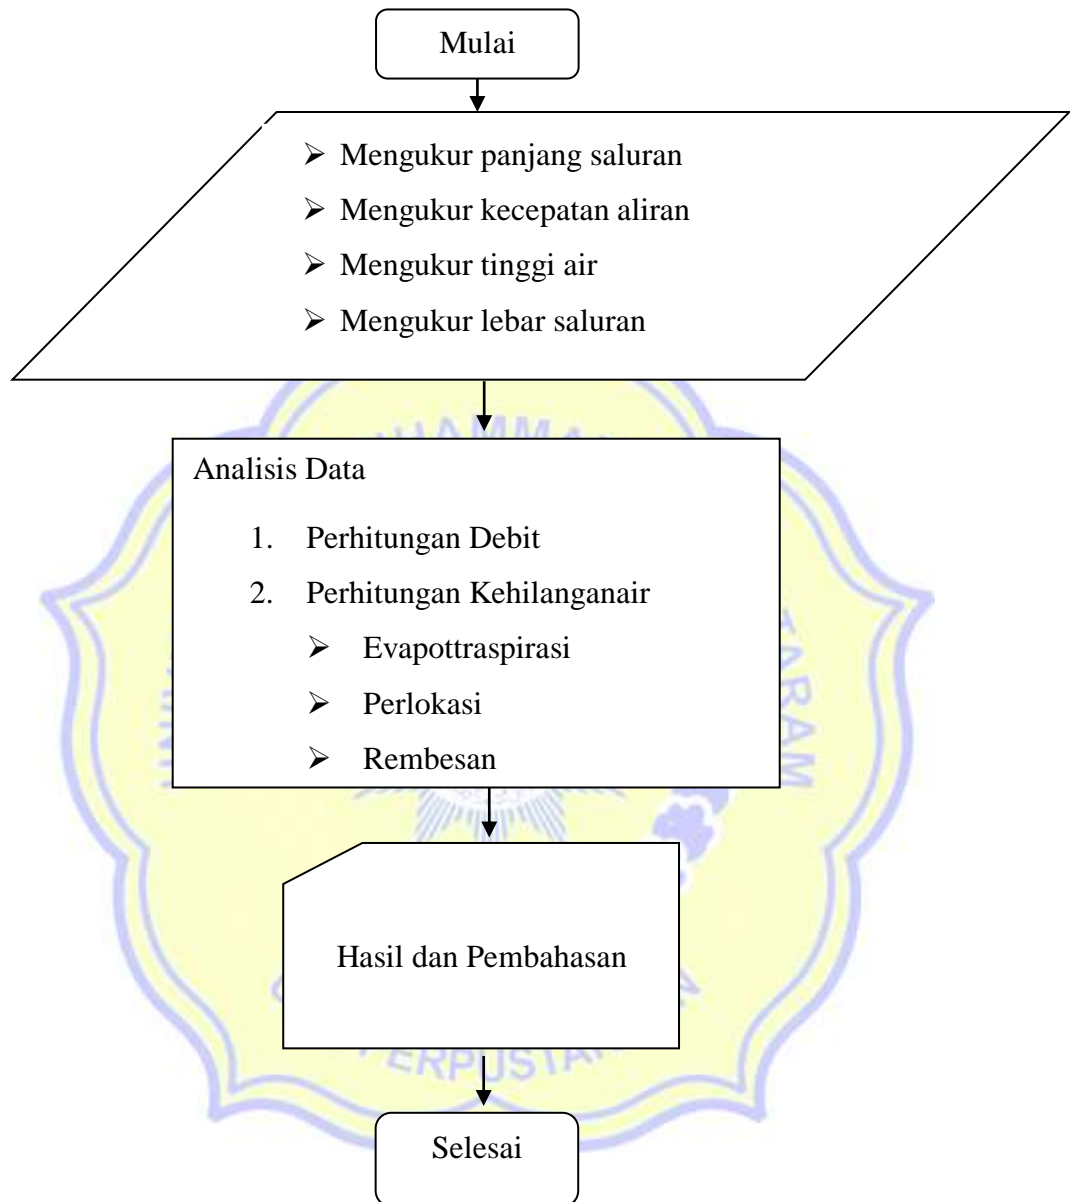 Mulai
➢ Mengukur panjang saluran
➢ Mengukur kecepatan aliran
➢ Mengukur tinggi air
➢ Mengukur lebar saluran
Analisis Data
1. Perhitungan Debit
2. Perhitungan Kehilanganair
➢ Evapottraspirasi
➢ Perlokasi
➢ Rembesan
Hasil dan Pembahasan
Selesai